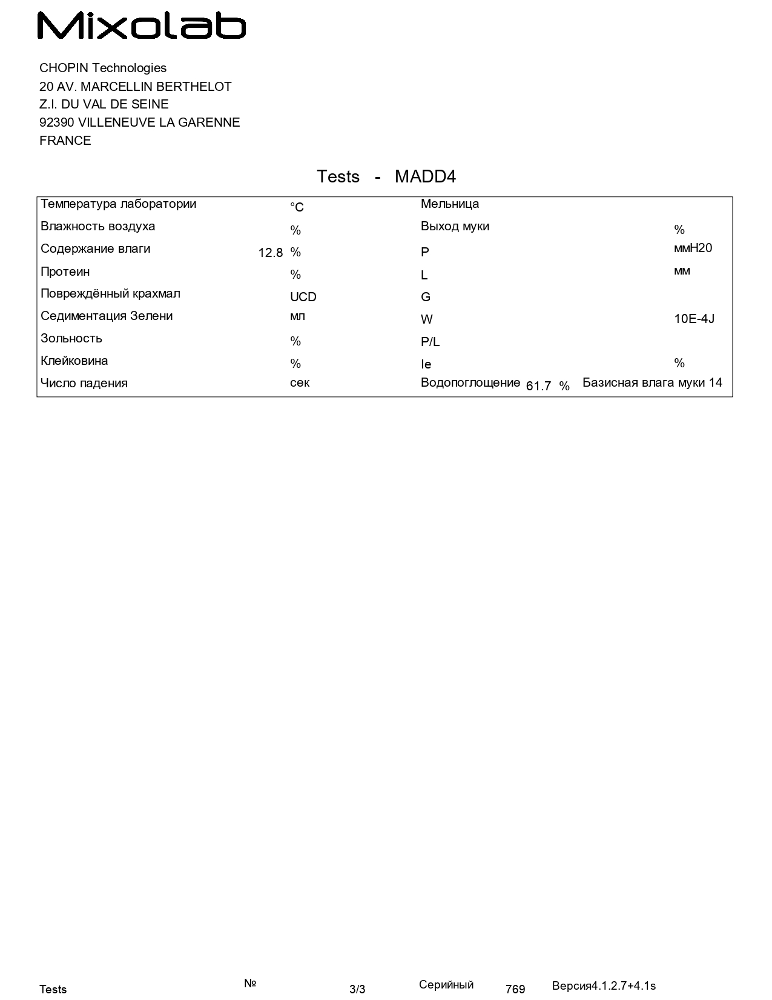 Mixolab
CHOPIN Technologies
20 AV. MARCELLIN BERTHELOT
Z.I. DU VAL DE SEINE
92390 VILLENEUVE LA GARENNE
FRANCE
Tests - MADD4
Температура лаборатории °C Мельница
Влажность воздуха % Выход муки %
Содержание влаги 12.8 % P ммH20
Протеин % L мм
Повреждённый крахмал UCD G
Седиментация Зелени мл W 10E-4J
Зольность % P/L
Клейковина % Ie %
Число падения сек Водопоглощение 61.7 % Базисная влага муки 14
Tests № 3/3 Серийный 769 Версия4.1.2.7+4.1s